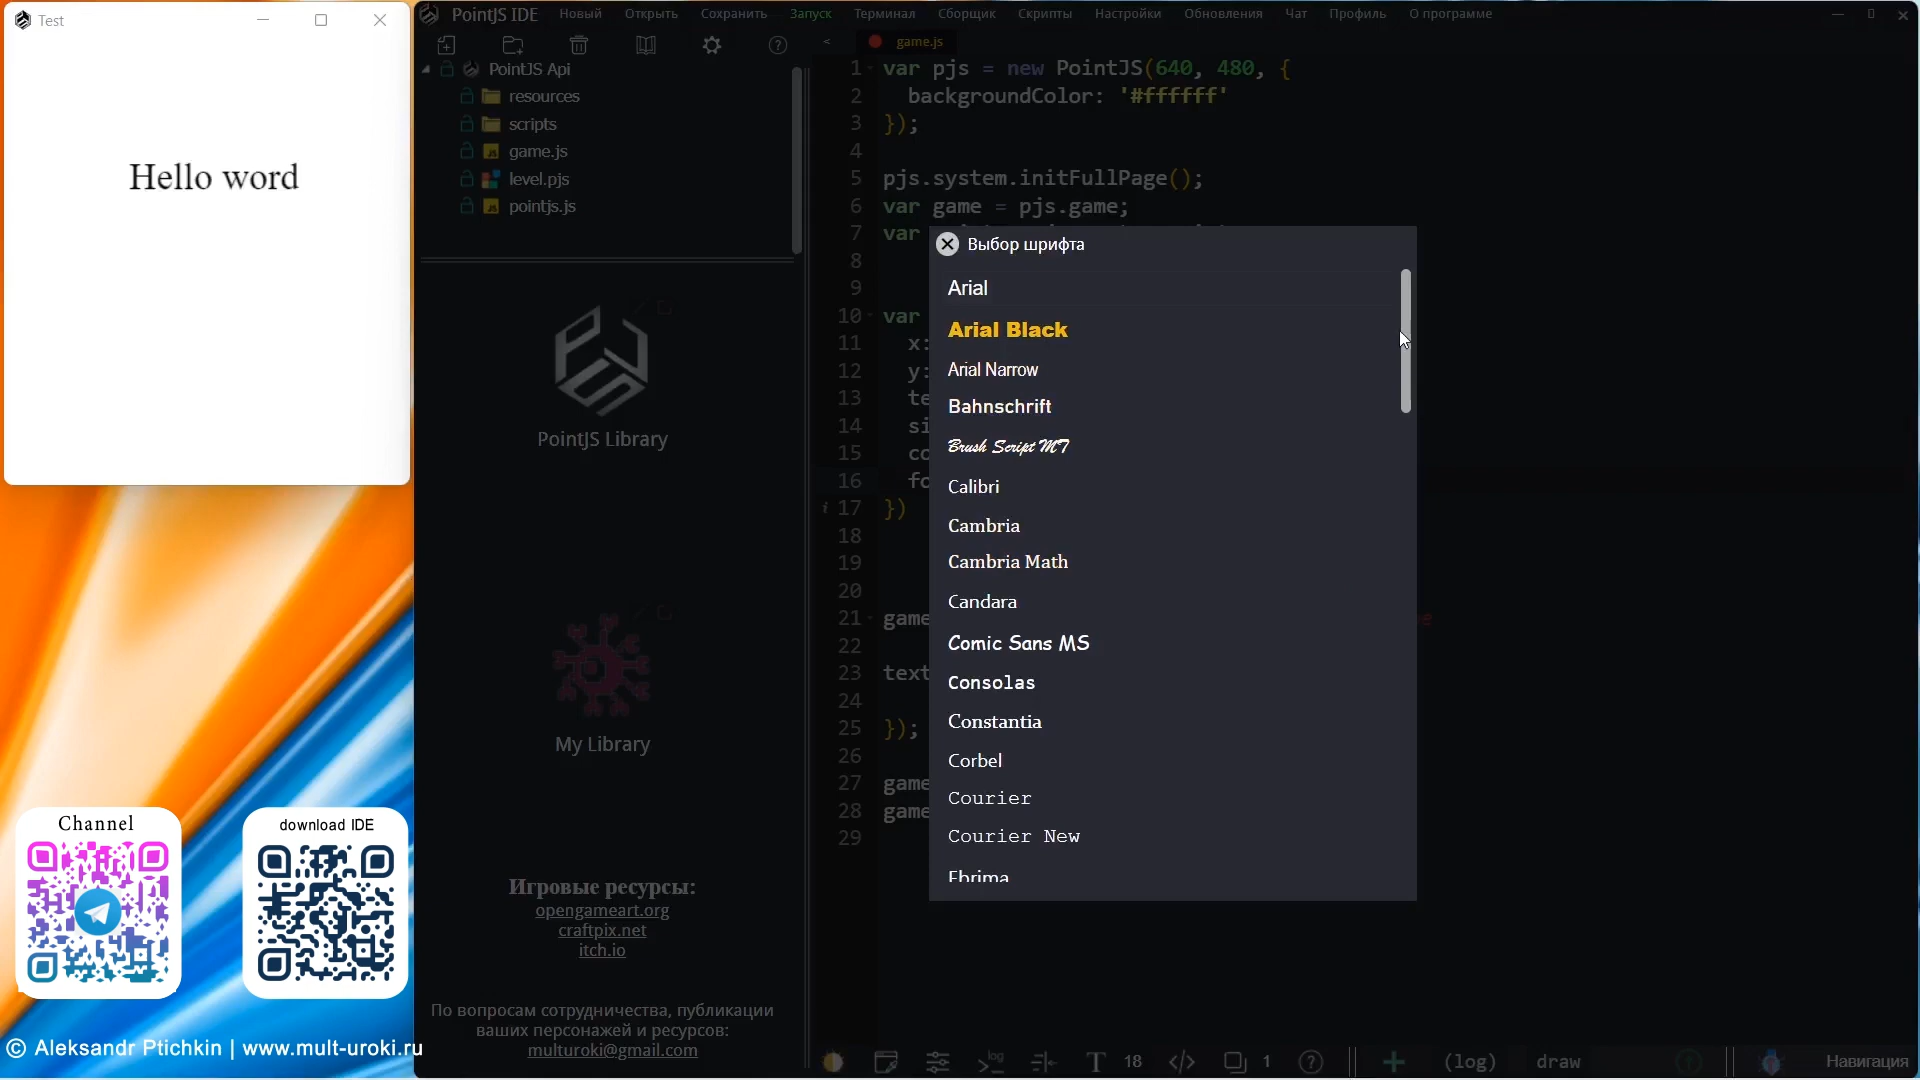 Test
Hello word
Channel
download IDE
© Aleksandr Ptichkin | www.mult-uroki.ru
PointJS IDE
Новый
Открыть
Сохранить
Запуск
Терминал
Сборщик
Скрипты
Настройки
Обновления
Чат
Профиль
О программе
PointJS Api
resources
scripts
game.js
level.pjs
pointjs.js
PointJS Library
My Library
Игровые ресурсы:
opengameart.org
craftpix.net
itch.io
По вопросам сотрудничества, публикации
ваших персонажей и ресурсов:
multuroki@gmail.com
< game.js
1 var pjs = new PointJS(640, 480, {
2 backgroundColor: '#ffffff'
3 });
4
5 pjs.system.initFullPage();
6 var game = pjs.game;
7 var
8
9
10 var
11 x:
12 y:
13 te
14 si
15 co
16 fo
17 })
18
19
20
21 game
22
23 text
24
25 });
26
27 game
28 game
29
Выбор шрифта
Arial
Arial Black
Arial Narrow
Bahnschrift
Brush Script MT
Calibri
Cambria
Cambria Math
Candara
Comic Sans MS
Consolas
Constantia
Corbel
Courier
Courier New
Ebrima
log
T 18
</>
1
(log)
draw
Навигация